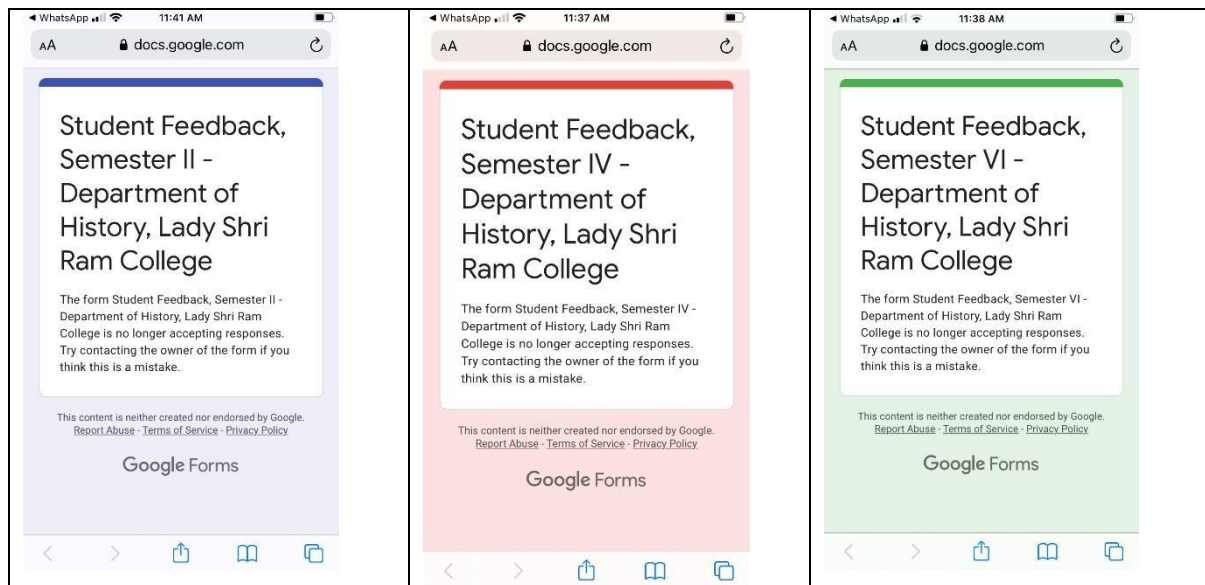 WhatsApp 11:41 AM
AA docs.google.com
Student Feedback,
Semester II -
Department of
History, Lady Shri
Ram College
The form Student Feedback, Semester II -
Department of History, Lady Shri Ram
College is no longer accepting responses.
Try contacting the owner of the form if you
think this is a mistake.
This content is neither created nor endorsed by Google.
Report Abuse - Terms of Service - Privacy Policy
Google Forms
WhatsApp 11:37 AM
AA docs.google.com
Student Feedback,
Semester IV -
Department of
History, Lady Shri
Ram College
The form Student Feedback, Semester IV -
Department of History, Lady Shri Ram
College is no longer accepting responses.
Try contacting the owner of the form if you
think this is a mistake.
This content is neither created nor endorsed by Google.
Report Abuse - Terms of Service - Privacy Policy
Google Forms
WhatsApp 11:38 AM
AA docs.google.com
Student Feedback,
Semester VI -
Department of
History, Lady Shri
Ram College
The form Student Feedback, Semester VI -
Department of History, Lady Shri Ram
College is no longer accepting responses.
Try contacting the owner of the form if you
think this is a mistake.
This content is neither created nor endorsed by Google.
Report Abuse - Terms of Service - Privacy Policy
Google Forms